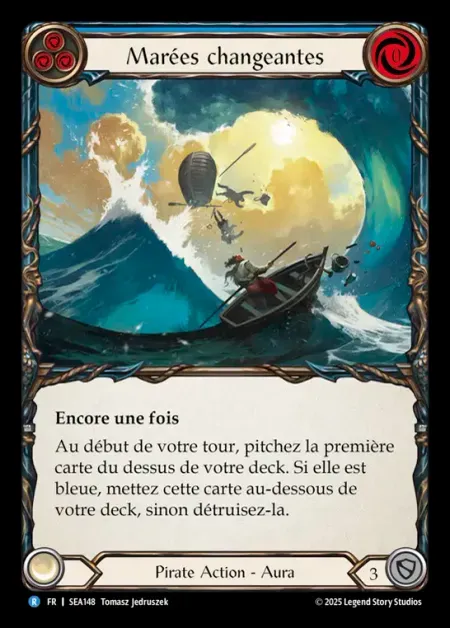 Marées changeantes
0
Encore une fois
Au début de votre tour, pitchez la première
carte du dessus de votre deck. Si elle est
bleue, mettez cette carte au-dessous de
votre deck, sinon détruisez-la.
Pirate Action - Aura
3
R FR | SEA148 Tomasz Jedruszek
© 2025 Legend Story Studios